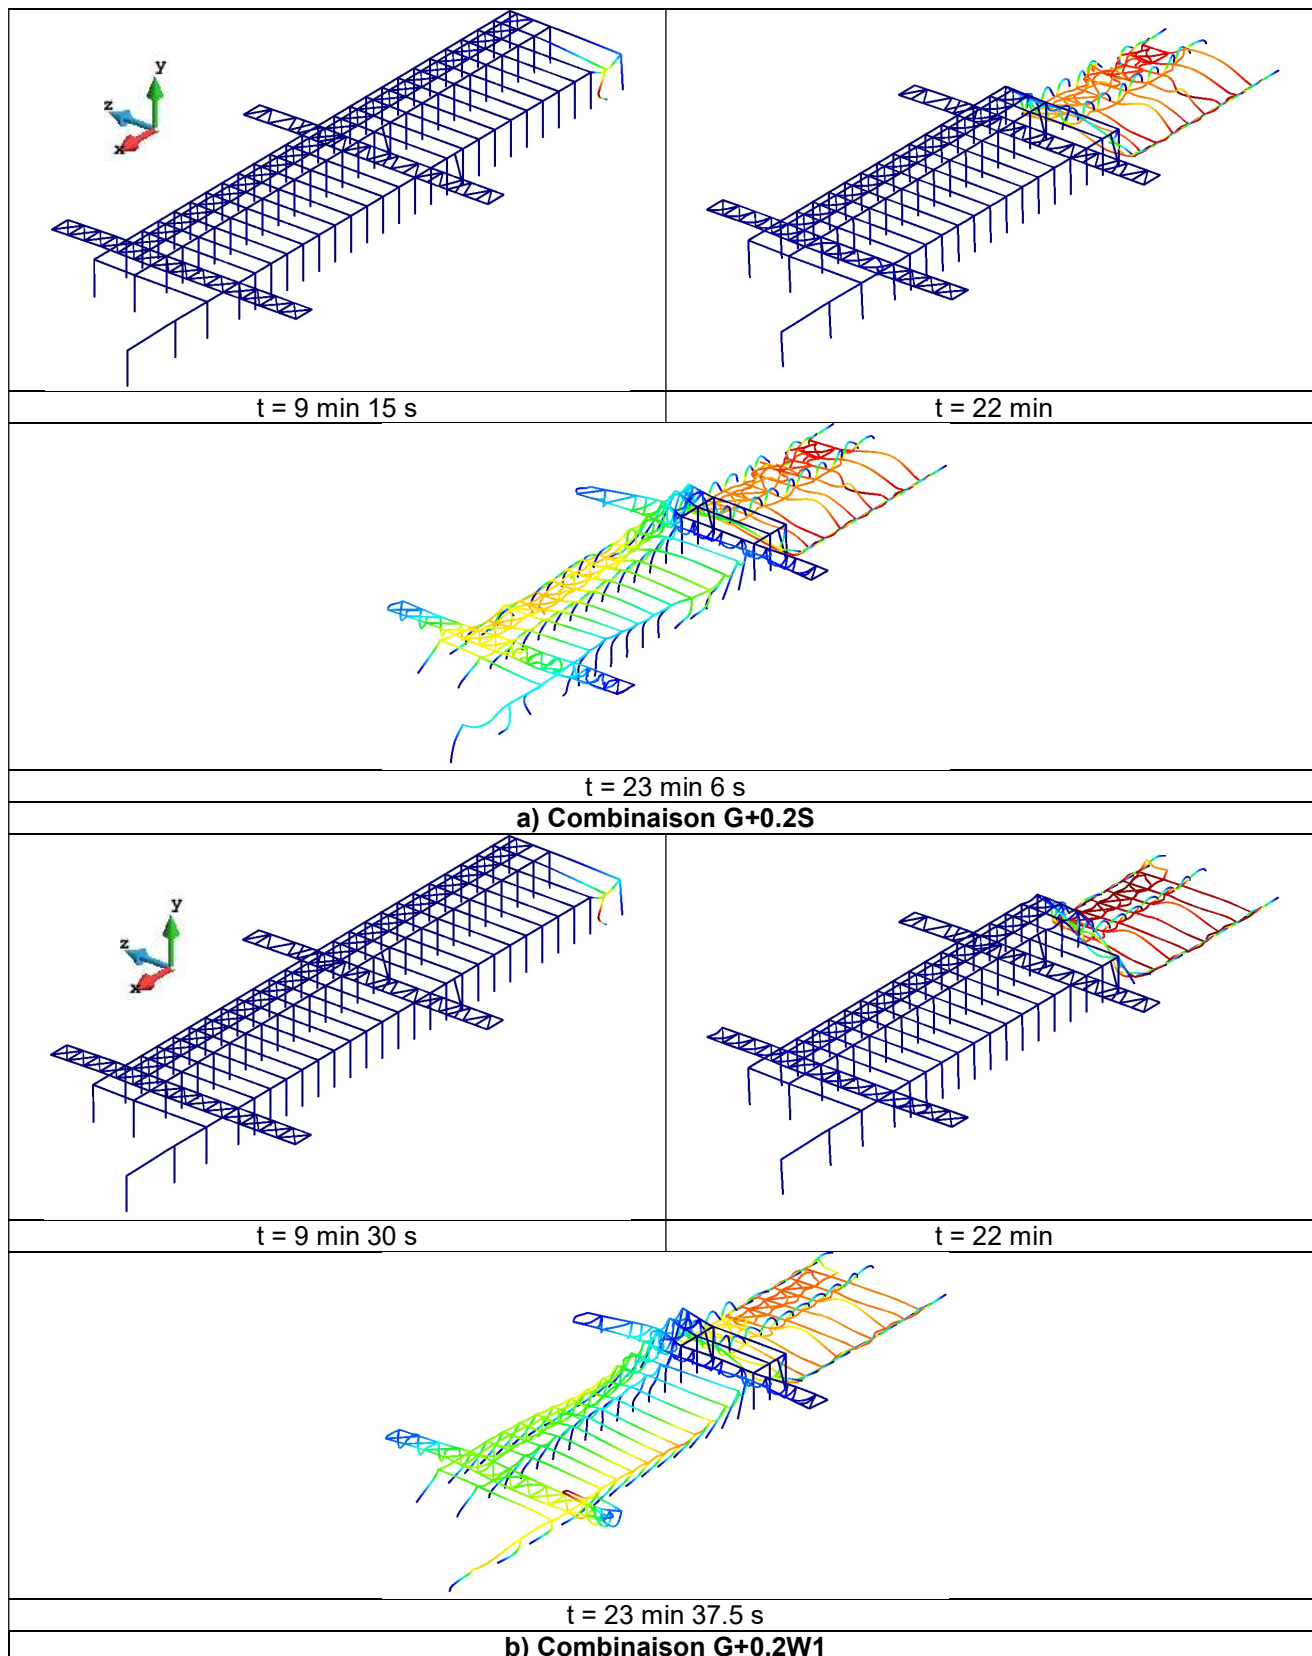 y
z
x
t = 9 min 15 s
t = 22 min
t = 23 min 6 s
a) Combinaison G+0.2S
y
z
x
t = 9 min 30 s
t = 22 min
t = 23 min 37.5 s
b) Combinaison G+0.2W1